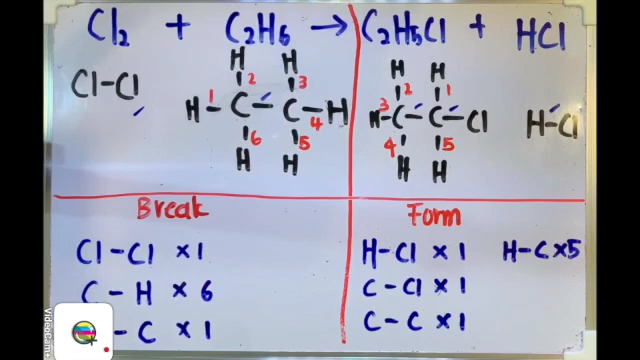 Cl2 + C2H6 → C2H5Cl + HCl
Cl–Cl
H H
1 2 3
H–C–C–H
6 5 4
H H
H H
3 2 1
H–C–C–Cl
4 5
H H
H–Cl
Break
Cl–Cl ×1
C–H ×6
–C ×1
Form
H–Cl ×1 H–C×5
C–Cl ×1
C–C ×1
VideoCam+